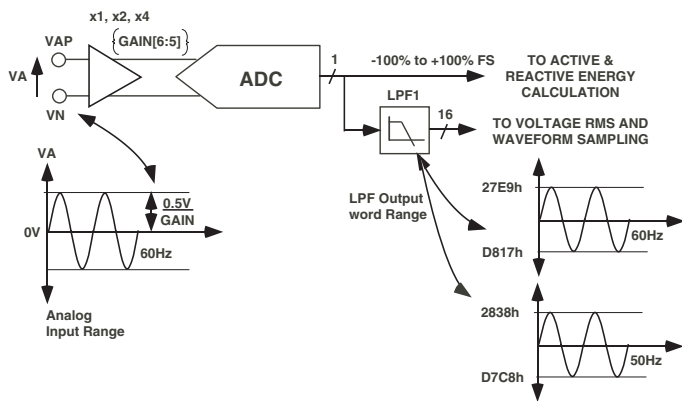 x1, x2, x4
{GAIN[6:5]}
VAP
VA
VN
ADC
1
-100% to +100% FS
TO ACTIVE &
REACTIVE ENERGY
CALCULATION
LPF1
16
TO VOLTAGE RMS AND
WAVEFORM SAMPLING
VA
0.5V
GAIN
0V
60Hz
Analog
Input Range
LPF Output
word Range
27E9h
60Hz
D817h
2838h
50Hz
D7C8h